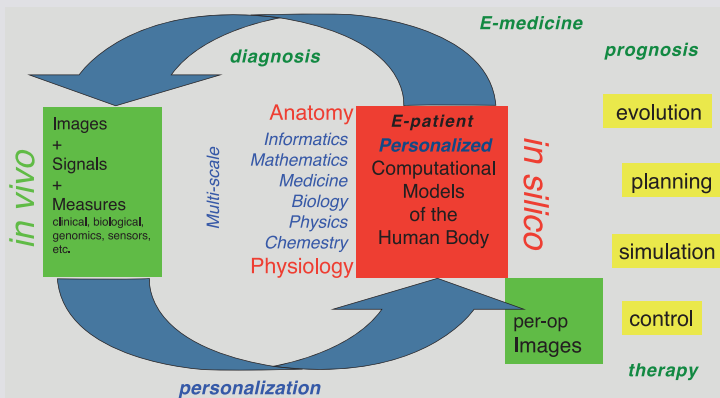 E-medicine
diagnosis
prognosis
in vivo
Images
+
Signals
+
Measures
clinical, biological,
genomics, sensors,
etc.
Multi-scale
Anatomy
Informatics
Mathematics
Medicine
Biology
Physics
Chemistry
Physiology
E-patient
Personalized
Computational
Models
of the
Human Body
in silico
evolution
planning
simulation
control
per-op
Images
therapy
personalization